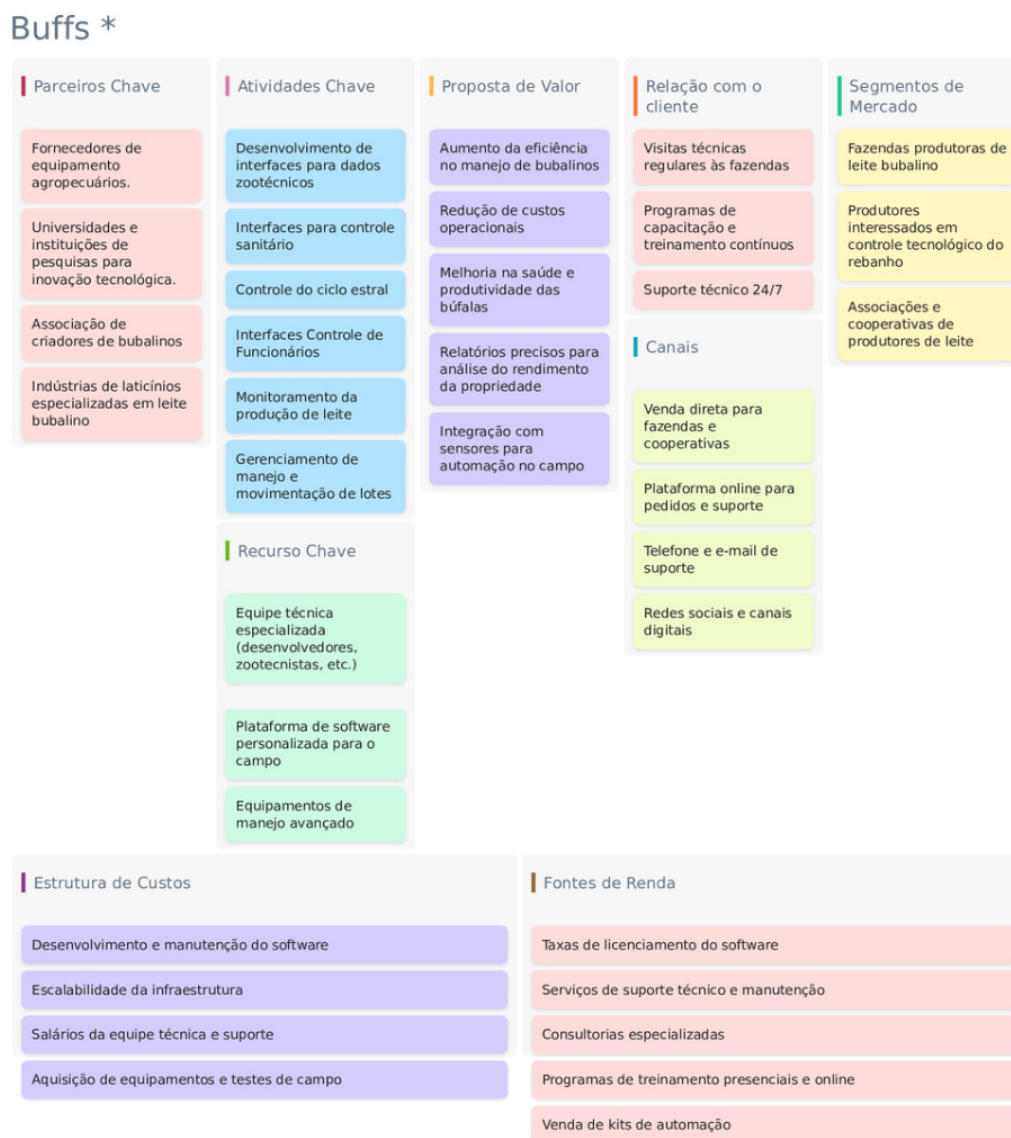 Buffs *
Parceiros Chave
Fornecedores de
equipamento
agropecuários.
Universidades e
instituições de
pesquisas para
inovação tecnológica.
Associação de
criadores de bubalinos
Indústrias de laticínios
especializadas em leite
bubalino
Atividades Chave
Desenvolvimento de
interfaces para dados
zootécnicos
Interfaces para controle
sanitário
Controle do ciclo estral
Interfaces Controle de
Funcionários
Monitoramento da
produção de leite
Gerenciamento de
manejo e
movimentação de lotes
Recurso Chave
Equipe técnica
especializada
(desenvolvedores,
zootecnistas, etc.)
Plataforma de software
personalizada para o
campo
Equipamentos de
manejo avançado
Proposta de Valor
Aumento da eficiência
no manejo de bubalinos
Redução de custos
operacionais
Melhoria na saúde e
produtividade das
búfalas
Relatórios precisos para
análise do rendimento
da propriedade
Integração com
sensores para
automação no campo
Relação com o
cliente
Visitas técnicas
regulares às fazendas
Programas de
capacitação e
treinamento contínuos
Suporte técnico 24/7
Canais
Venda direta para
fazendas e
cooperativas
Plataforma online para
pedidos e suporte
Telefone e e-mail de
suporte
Redes sociais e canais
digitais
Segmentos de
Mercado
Fazendas produtoras de
leite bubalino
Produtores
interessados em
controle tecnológico do
rebanho
Associações e
cooperativas de
produtores de leite
Estrutura de Custos
Desenvolvimento e manutenção do software
Escalabilidade da infraestrutura
Salários da equipe técnica e suporte
Aquisição de equipamentos e testes de campo
Fontes de Renda
Taxas de licenciamento do software
Serviços de suporte técnico e manutenção
Consultorias especializadas
Programas de treinamento presenciais e online
Venda de kits de automação